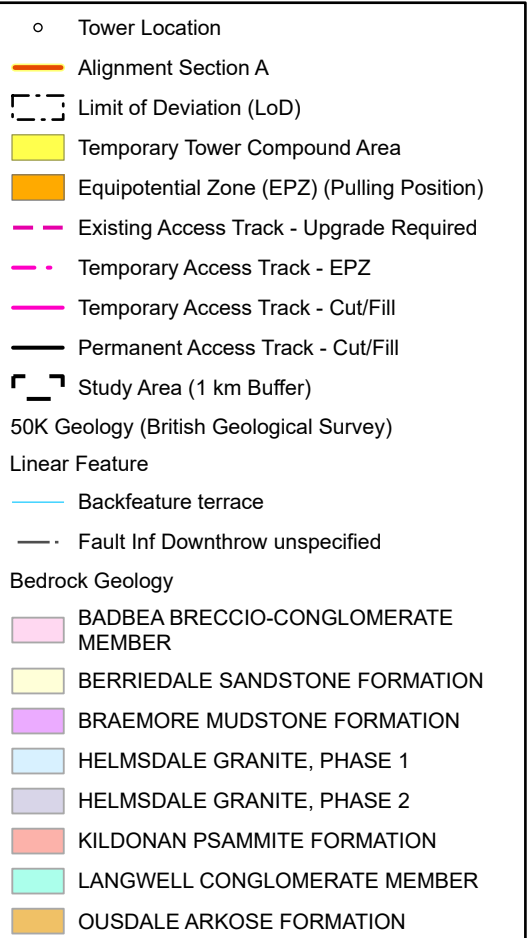 Tower Location
Alignment Section A
Limit of Deviation (LoD)
Temporary Tower Compound Area
Equipotential Zone (EPZ) (Pulling Position)
Existing Access Track - Upgrade Required
Temporary Access Track - EPZ
Temporary Access Track - Cut/Fill
Permanent Access Track - Cut/Fill
Study Area (1 km Buffer)
50K Geology (British Geological Survey)
Linear Feature
Backfeature terrace
Fault Inf Downthrow unspecified
Bedrock Geology
BADBEA BRECCIO-CONGLOMERATE
MEMBER
BERRIEDALE SANDSTONE FORMATION
BRAEMORE MUDSTONE FORMATION
HELMSDALE GRANITE, PHASE 1
HELMSDALE GRANITE, PHASE 2
KILDONAN PSAMMITE FORMATION
LANGWELL CONGLOMERATE MEMBER
OUSDALE ARKOSE FORMATION